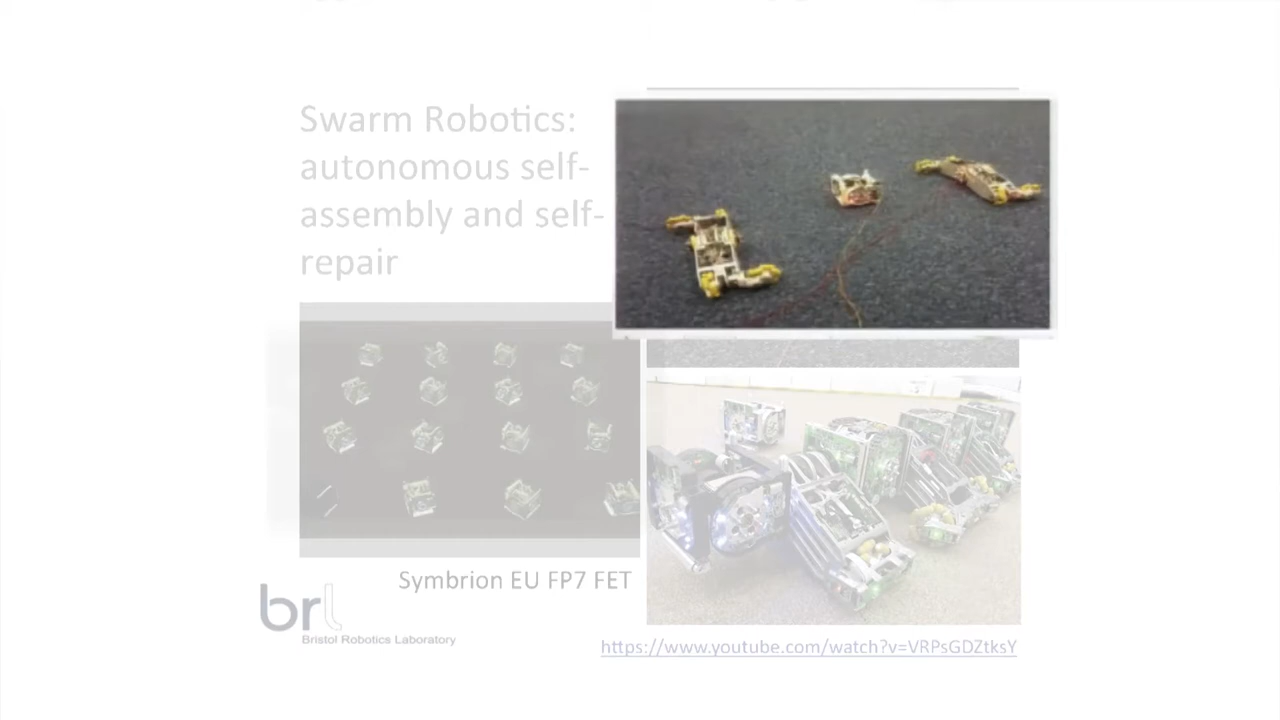 Swarm Robotics:
autonomous self-
assembly and self-
repair
Symbrion EU FP7 FET
brl
Bristol Robotics Laboratory
https://www.youtube.com/watch?v=VRPsGDZtksY